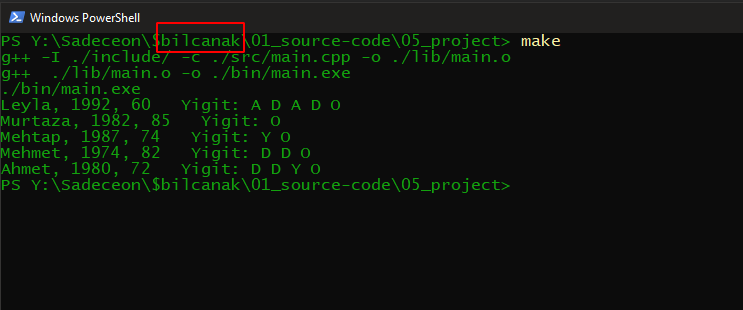 Windows PowerShell
PS Y:\Sadeceon\$bilcanak\01_source-code\05_project> make
g++ -I ./include/ -c ./src/main.cpp -o ./lib/main.o
g++  ./lib/main.o -o ./bin/main.exe
./bin/main.exe
Leyla, 1992, 60   Yigit: A D A D O
Murtaza, 1982, 85   Yigit: O
Mehtap, 1987, 74   Yigit: Y O
Mehmet, 1974, 82   Yigit: D D O
Ahmet, 1980, 72   Yigit: D D Y O
PS Y:\Sadeceon\$bilcanak\01_source-code\05_project>